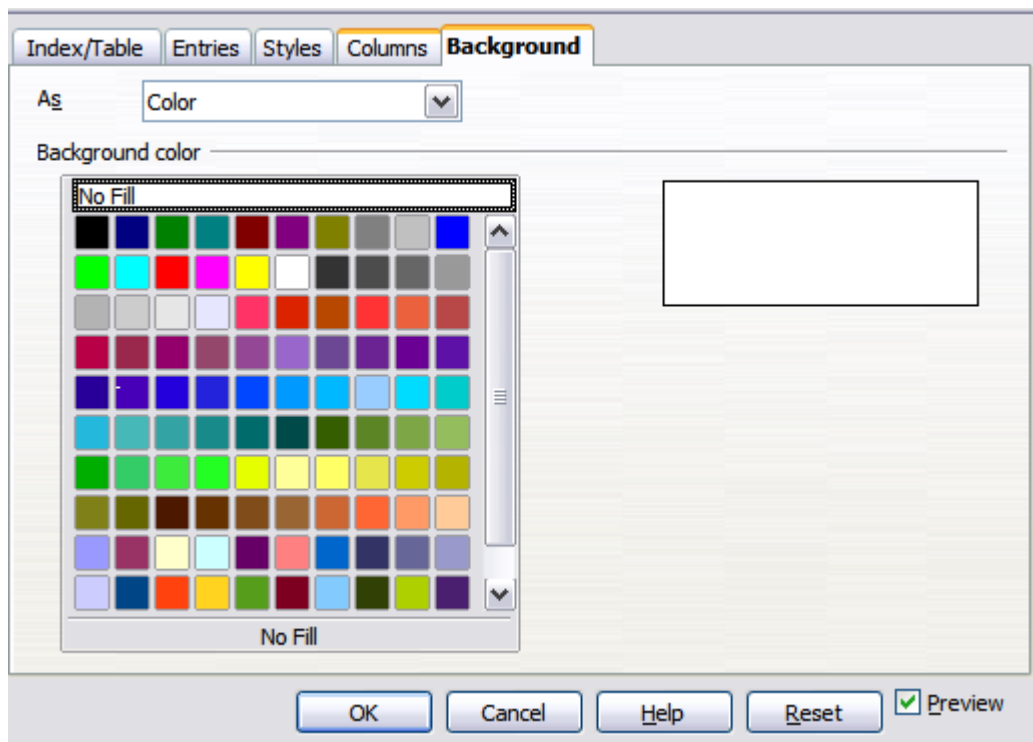 Index/Table Entries Styles Columns Background
As Color
Background color
No Fill
No Fill
OK Cancel Help Reset Preview